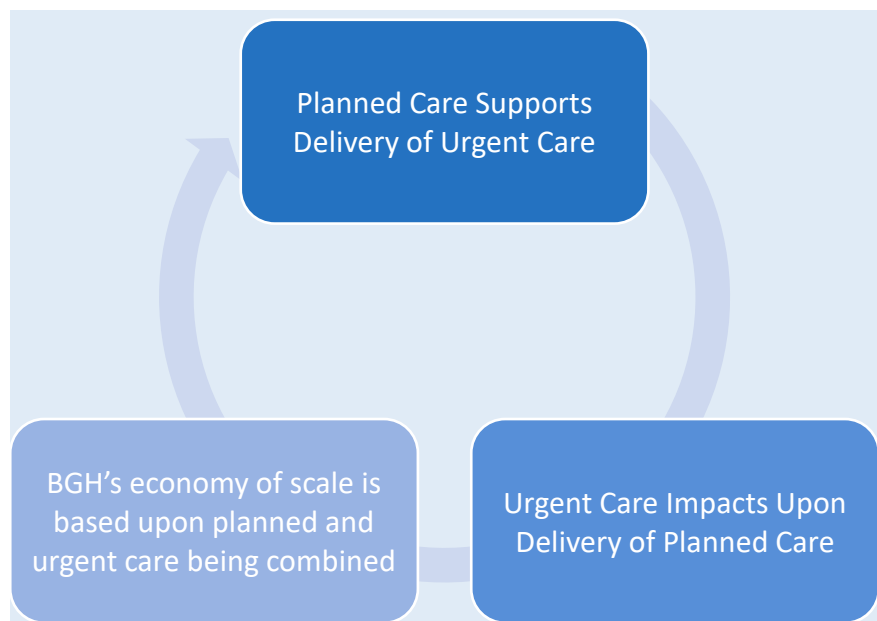 Planned Care Supports
Delivery of Urgent Care
Urgent Care Impacts Upon
Delivery of Planned Care
BGH’s economy of scale is
based upon planned and
urgent care being combined